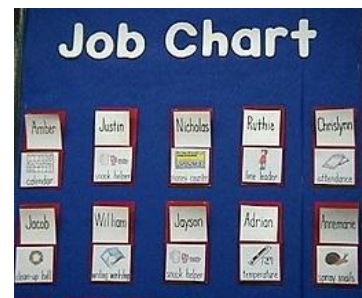 Job Chart
Amber Justin Nicholas Ruthie Chrislynn
calendar snack helper money counter line leader attendance
Jacob William Jayson Adrian Annemarie
clean-up bell writing workshop snack helper temperature spray snails